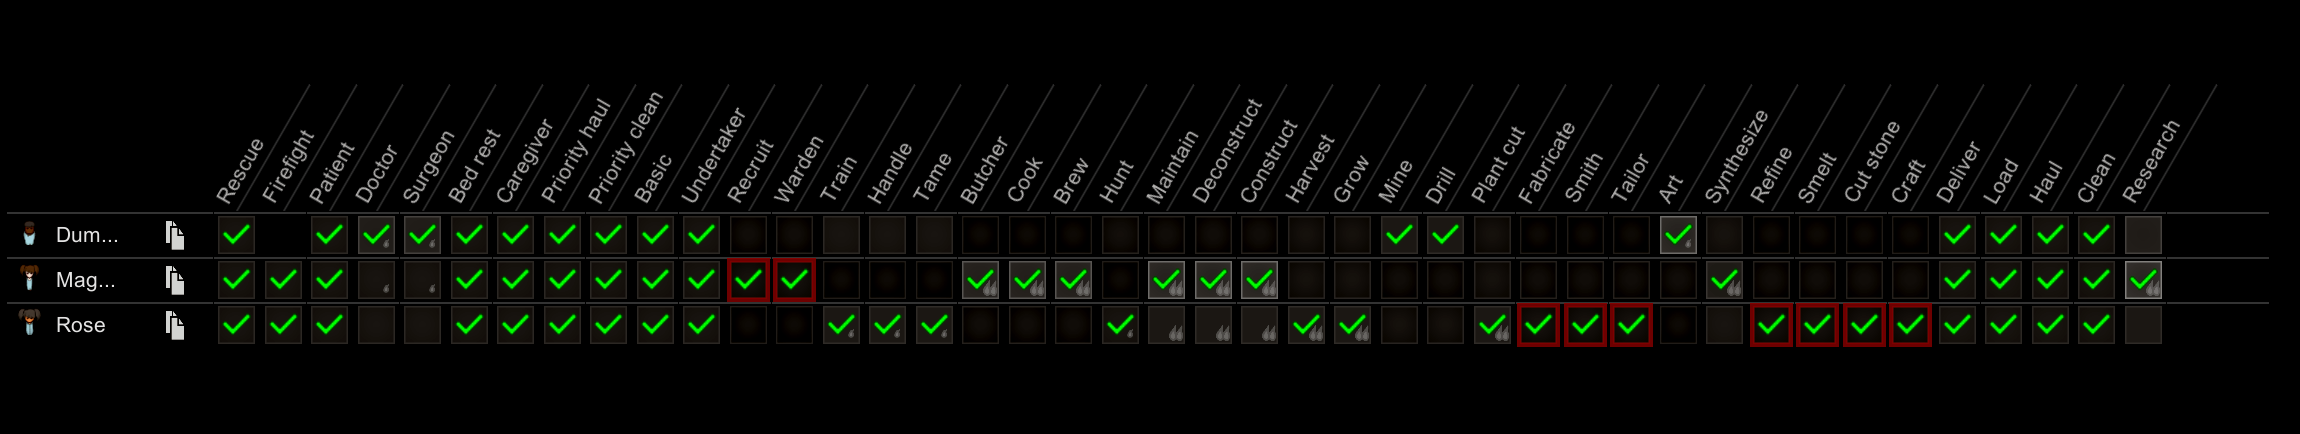 Rescue
Firefight
Patient
Doctor
Surgeon
Bed rest
Caregiver
Priority haul
Priority clean
Basic
Undertaker
Recruit
Warden
Train
Handle
Tame
Butcher
Cook
Brew
Hunt
Maintain
Deconstruct
Construct
Harvest
Grow
Mine
Drill
Plant cut
Fabricate
Smith
Tailor
Art
Synthesize
Refine
Smelt
Cut stone
Craft
Deliver
Load
Haul
Clean
Research
Dum...
Mag...
Rose